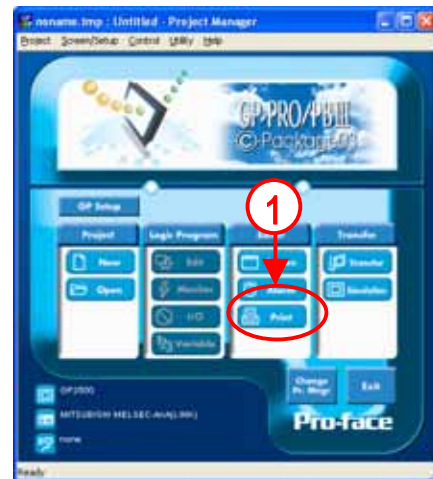 nsname.tmp : Untitled - Project Manager
Project Screen/Setup Control Utility Help
GP-PRO/PBIII
C-Package03
1
GP Setup
Project Logic Program Transfer
New Edit Transfer
Open Monitor Alarm Simulation
I/O Print
Variable
Change Pr. Mngr Exit
GP2500
MITSUBISHI MELSEC-AnA(LINK)
none
Pro-face
Ready